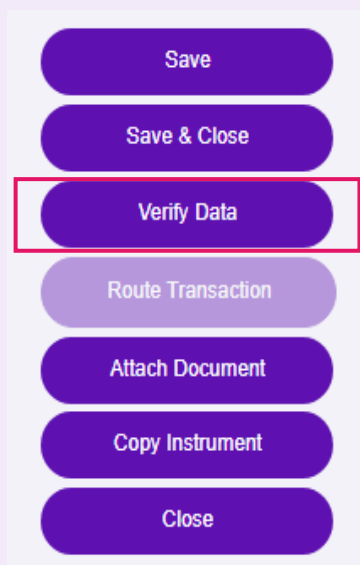 Save
Save & Close
Verify Data
Route Transaction
Attach Document
Copy Instrument
Close